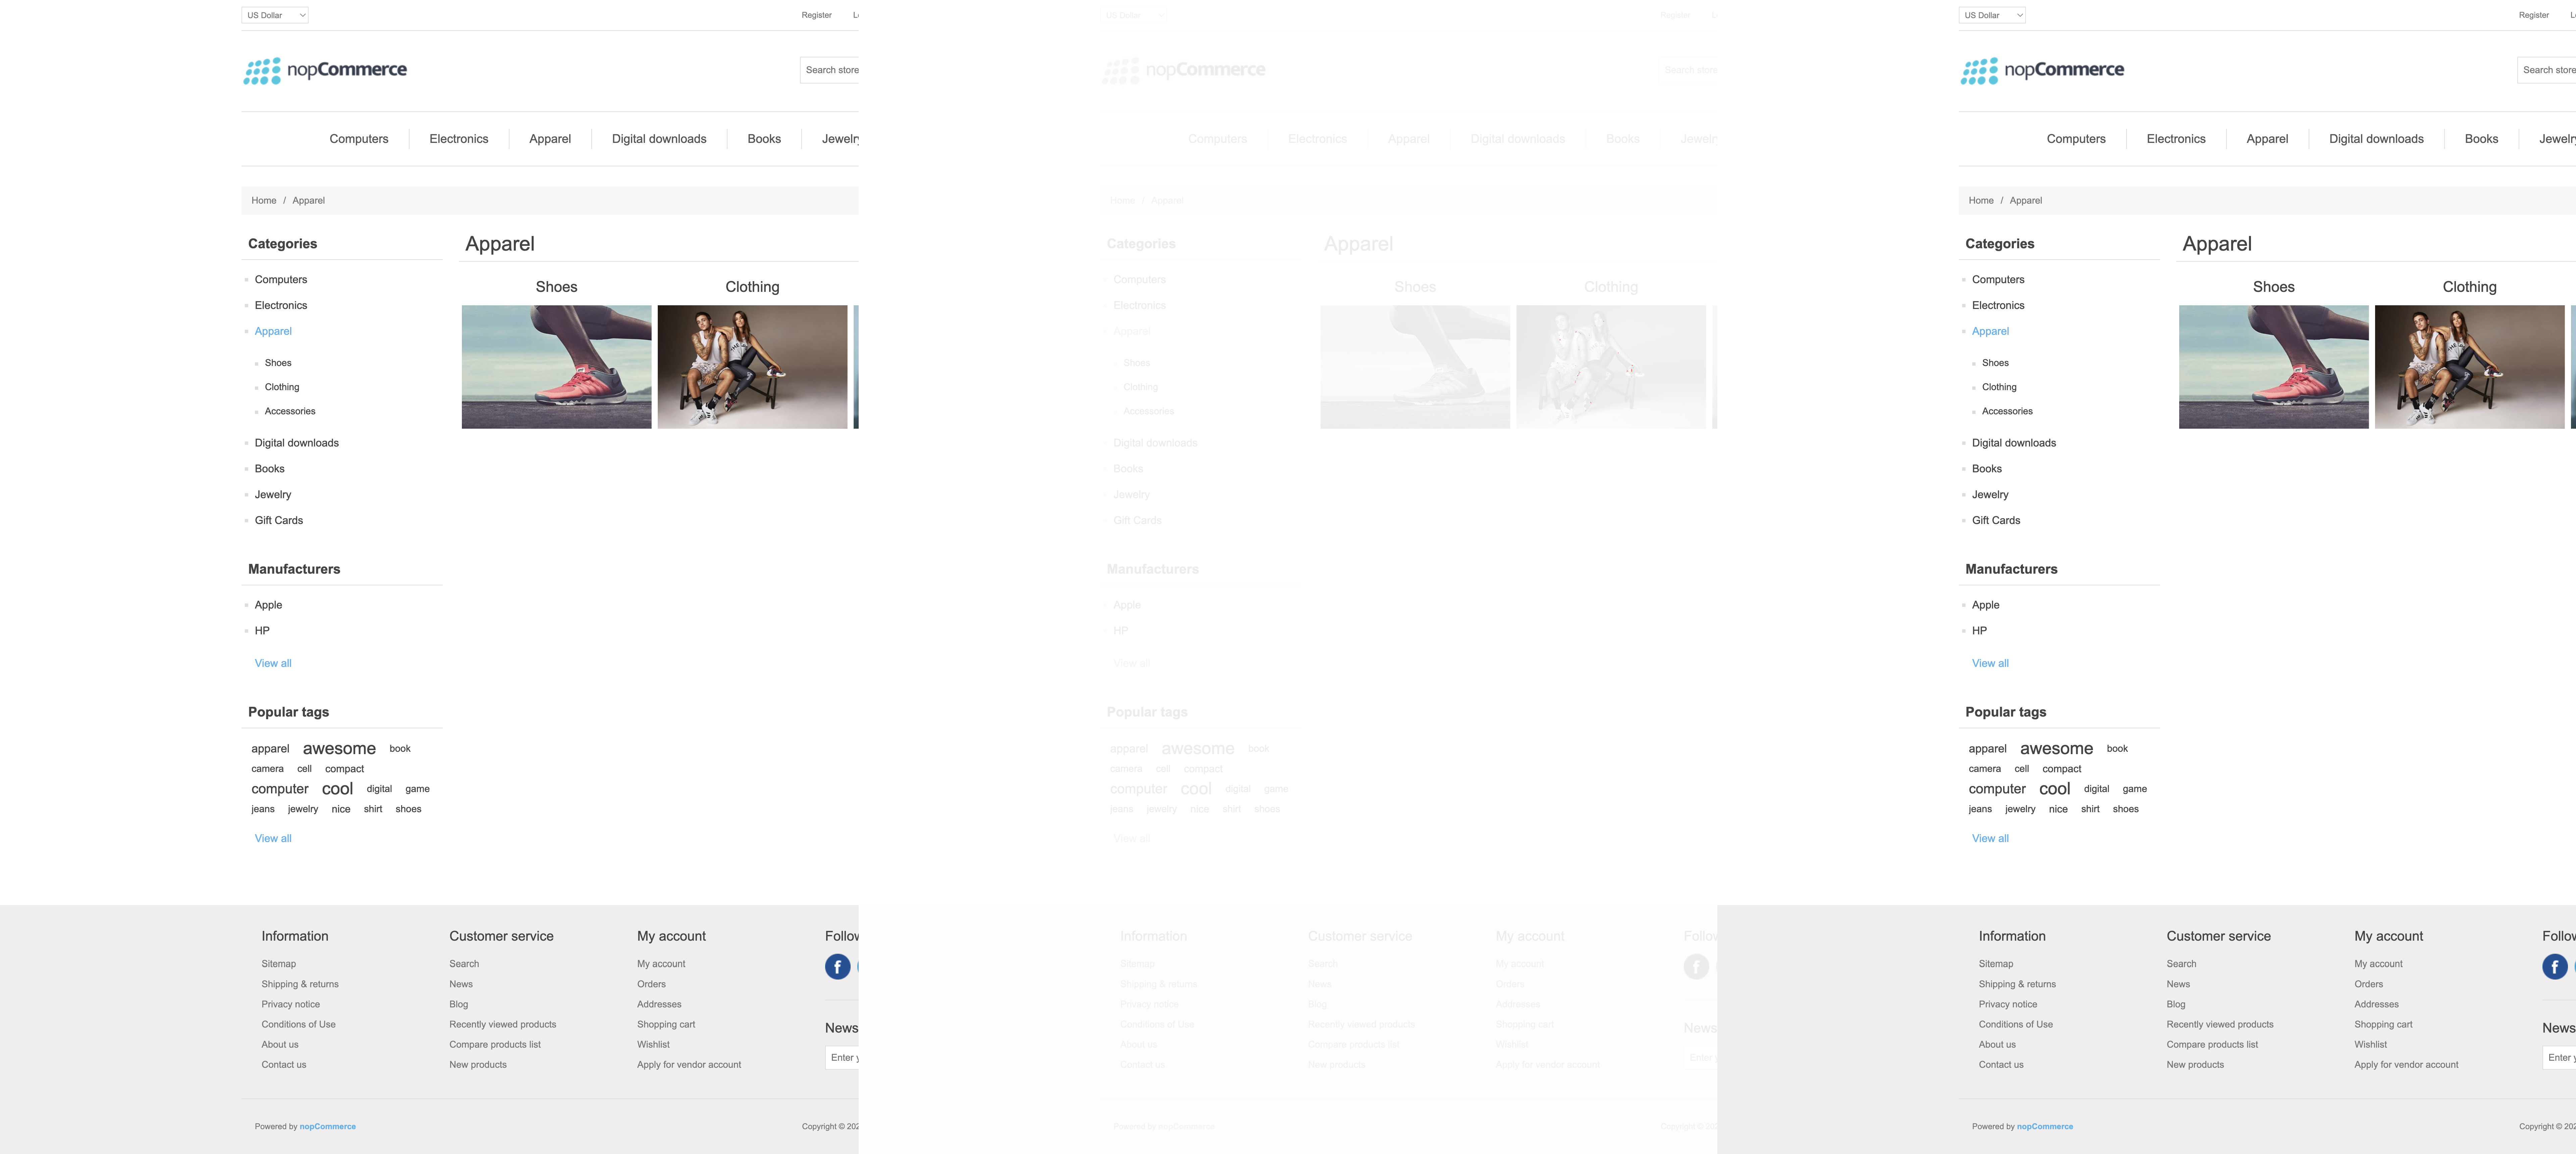 US Dollar
Register
nopCommerce
Search store
Computers
Electronics
Apparel
Digital downloads
Books
Home / Apparel
Categories
Computers
Electronics
Apparel
Shoes
Clothing
Accessories
Digital downloads
Books
Jewelry
Gift Cards
Manufacturers
Apple
HP
View all
Popular tags
apparel awesome book
camera cell compact
computer cool digital game
jeans jewelry nice shirt shoes
View all
Apparel
Shoes
Clothing
Information
Sitemap
Shipping & returns
Privacy notice
Conditions of Use
About us
Contact us
Customer service
Search
News
Blog
Recently viewed products
Compare products list
New products
My account
My account
Orders
Addresses
Shopping cart
Wishlist
Apply for vendor account
News
Enter
Powered by nopCommerce
Copyright ©
US Dollar
Register
nopCommerce
Search store
Computers
Electronics
Apparel
Digital downloads
Books
Home / Apparel
Categories
Computers
Electronics
Apparel
Shoes
Clothing
Accessories
Digital downloads
Books
Jewelry
Gift Cards
Manufacturers
Apple
HP
View all
Popular tags
apparel awesome book
camera cell compact
computer cool digital game
jeans jewelry nice shirt shoes
View all
Apparel
Shoes
Clothing
Information
Sitemap
Shipping & returns
Privacy notice
Conditions of Use
About us
Contact us
Customer service
Search
News
Blog
Recently viewed products
Compare products list
New products
My account
My account
Orders
Addresses
Shopping cart
Wishlist
Apply for vendor account
News
Enter
Powered by nopCommerce
Copyright ©
US Dollar
Register
nopCommerce
Search store
Computers
Electronics
Apparel
Digital downloads
Books
Home / Apparel
Categories
Computers
Electronics
Apparel
Shoes
Clothing
Accessories
Digital downloads
Books
Jewelry
Gift Cards
Manufacturers
Apple
HP
View all
Popular tags
apparel awesome book
camera cell compact
computer cool digital game
jeans jewelry nice shirt shoes
View all
Apparel
Shoes
Clothing
Information
Sitemap
Shipping & returns
Privacy notice
Conditions of Use
About us
Contact us
Customer service
Search
News
Blog
Recently viewed products
Compare products list
New products
My account
My account
Orders
Addresses
Shopping cart
Wishlist
Apply for vendor account
News
Enter
Powered by nopCommerce
Copyright ©